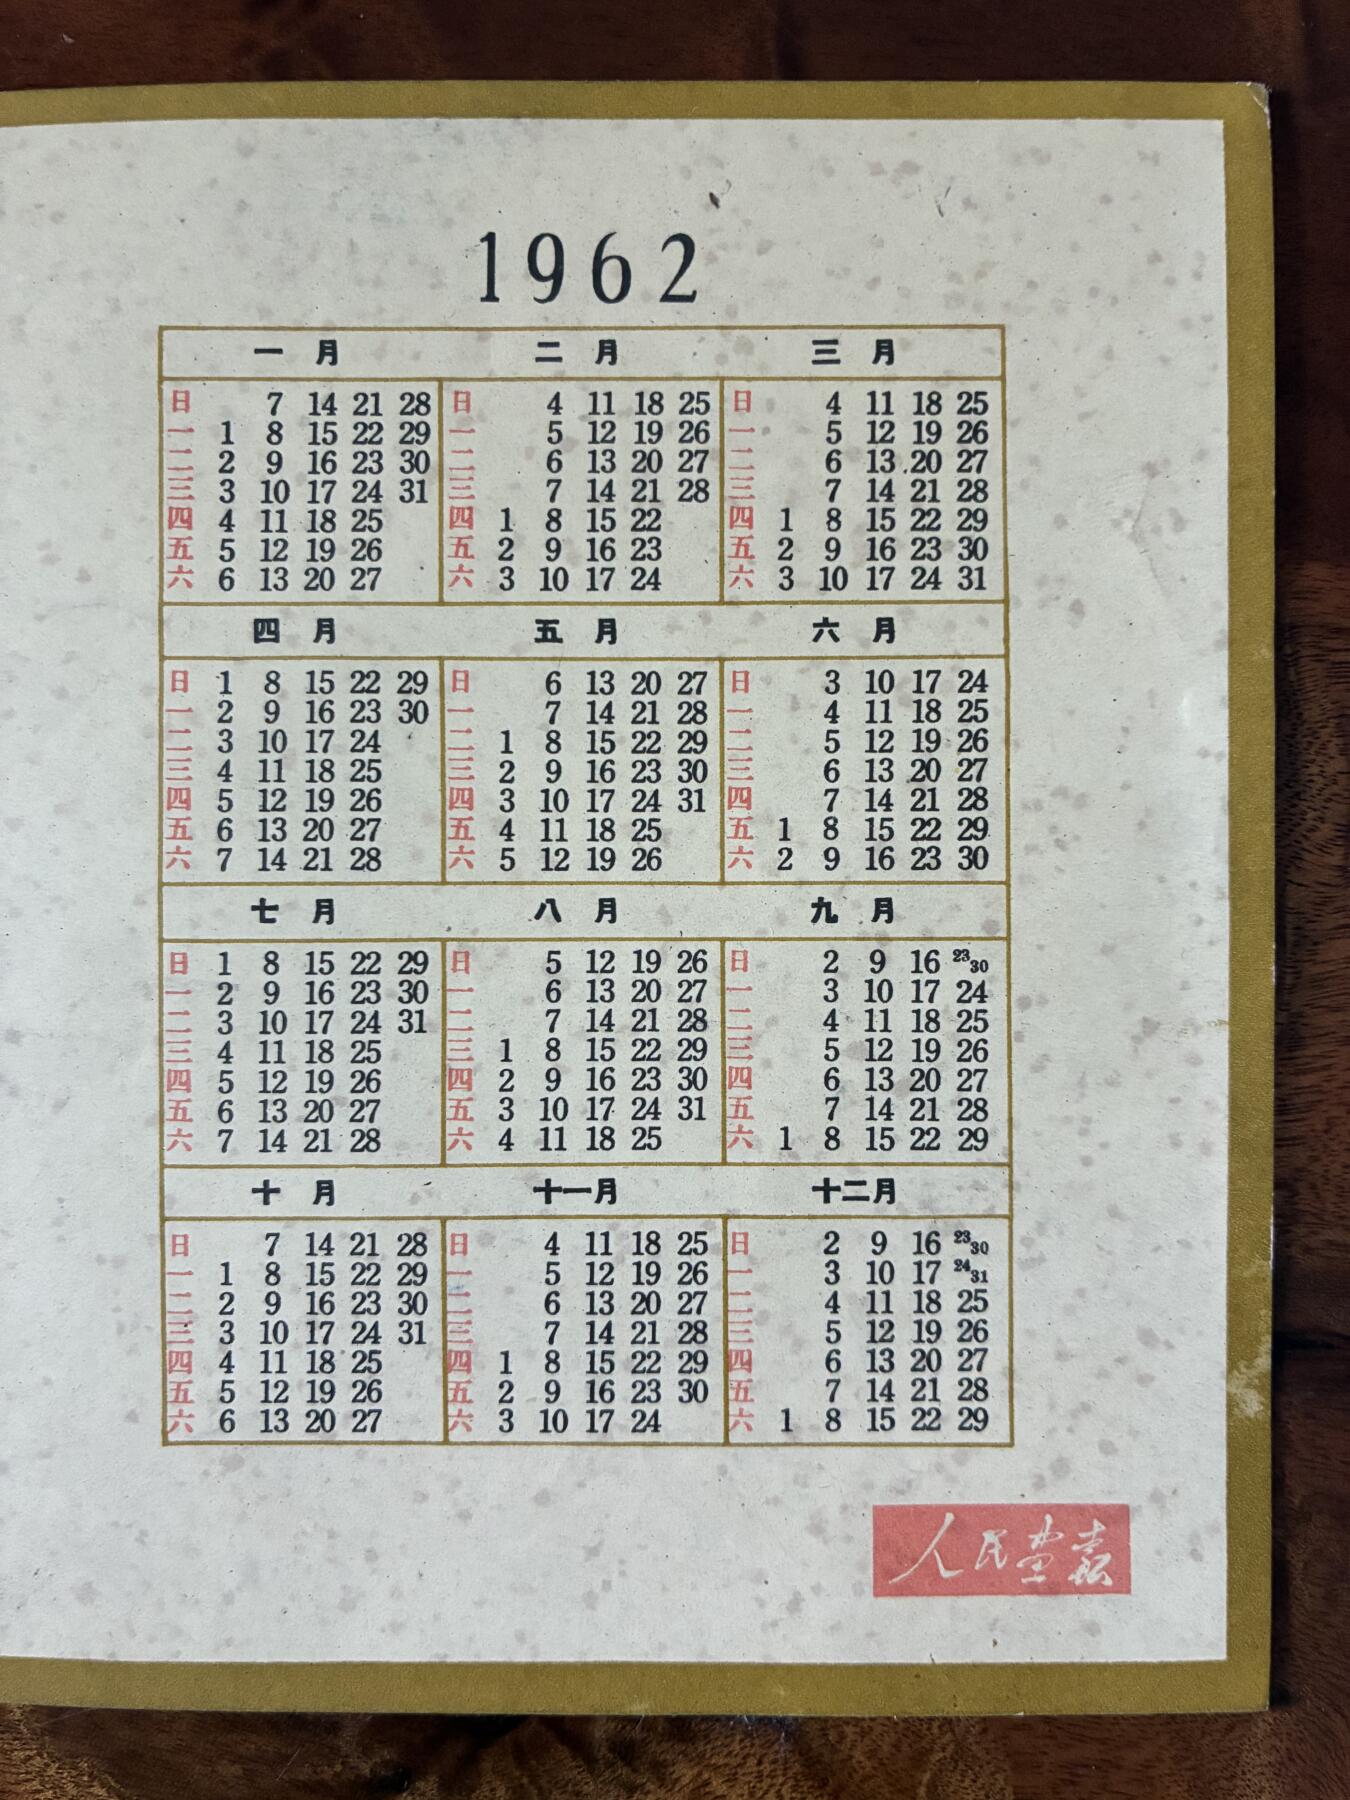 1962
一月 二月 三月
日 7 14 21 28 日 4 11 18 25 日 4 11 18 25
一 1 8 15 22 29 一 5 12 19 26 一 5 12 19 26
二 2 9 16 23 30 二 6 13 20 27 二 6 13 20 27
三 3 10 17 24 31 三 7 14 21 28 三 7 14 21 28
四 4 11 18 25 四 1 8 15 22 四 1 8 15 22 29
五 5 12 19 26 五 2 9 16 23 五 2 9 16 23 30
六 6 13 20 27 六 3 10 17 24 六 3 10 17 24 31
四月 五月 六月
日 1 8 15 22 29 日 6 13 20 27 日 3 10 17 24
一 2 9 16 23 30 一 7 14 21 28 一 4 11 18 25
二 3 10 17 24 二 1 8 15 22 29 二 5 12 19 26
三 4 11 18 25 三 2 9 16 23 30 三 6 13 20 27
四 5 12 19 26 四 3 10 17 24 31 四 7 14 21 28
五 6 13 20 27 五 4 11 18 25 五 1 8 15 22 29
六 7 14 21 28 六 5 12 19 26 六 2 9 16 23 30
七月 八月 九月
日 1 8 15 22 29 日 5 12 19 26 日 2 9 16 23 30
一 2 9 16 23 30 一 6 13 20 27 一 3 10 17 24
二 3 10 17 24 31 二 7 14 21 28 二 4 11 18 25
三 4 11 18 25 三 1 8 15 22 29 三 5 12 19 26
四 5 12 19 26 四 2 9 16 23 30 四 6 13 20 27
五 6 13 20 27 五 3 10 17 24 31 五 7 14 21 28
六 7 14 21 28 六 4 11 18 25 六 1 8 15 22 29
十月 十一月 十二月
日 7 14 21 28 日 4 11 18 25 日 2 9 16 23 30
一 1 8 15 22 29 一 5 12 19 26 一 3 10 17 24 31
二 2 9 16 23 30 二 6 13 20 27 二 4 11 18 25
三 3 10 17 24 31 三 7 14 21 28 三 5 12 19 26
四 4 11 18 25 四 1 8 15 22 29 四 6 13 20 27
五 5 12 19 26 五 2 9 16 23 30 五 7 14 21 28
六 6 13 20 27 六 3 10 17 24 六 1 8 15 22 29
人民画报